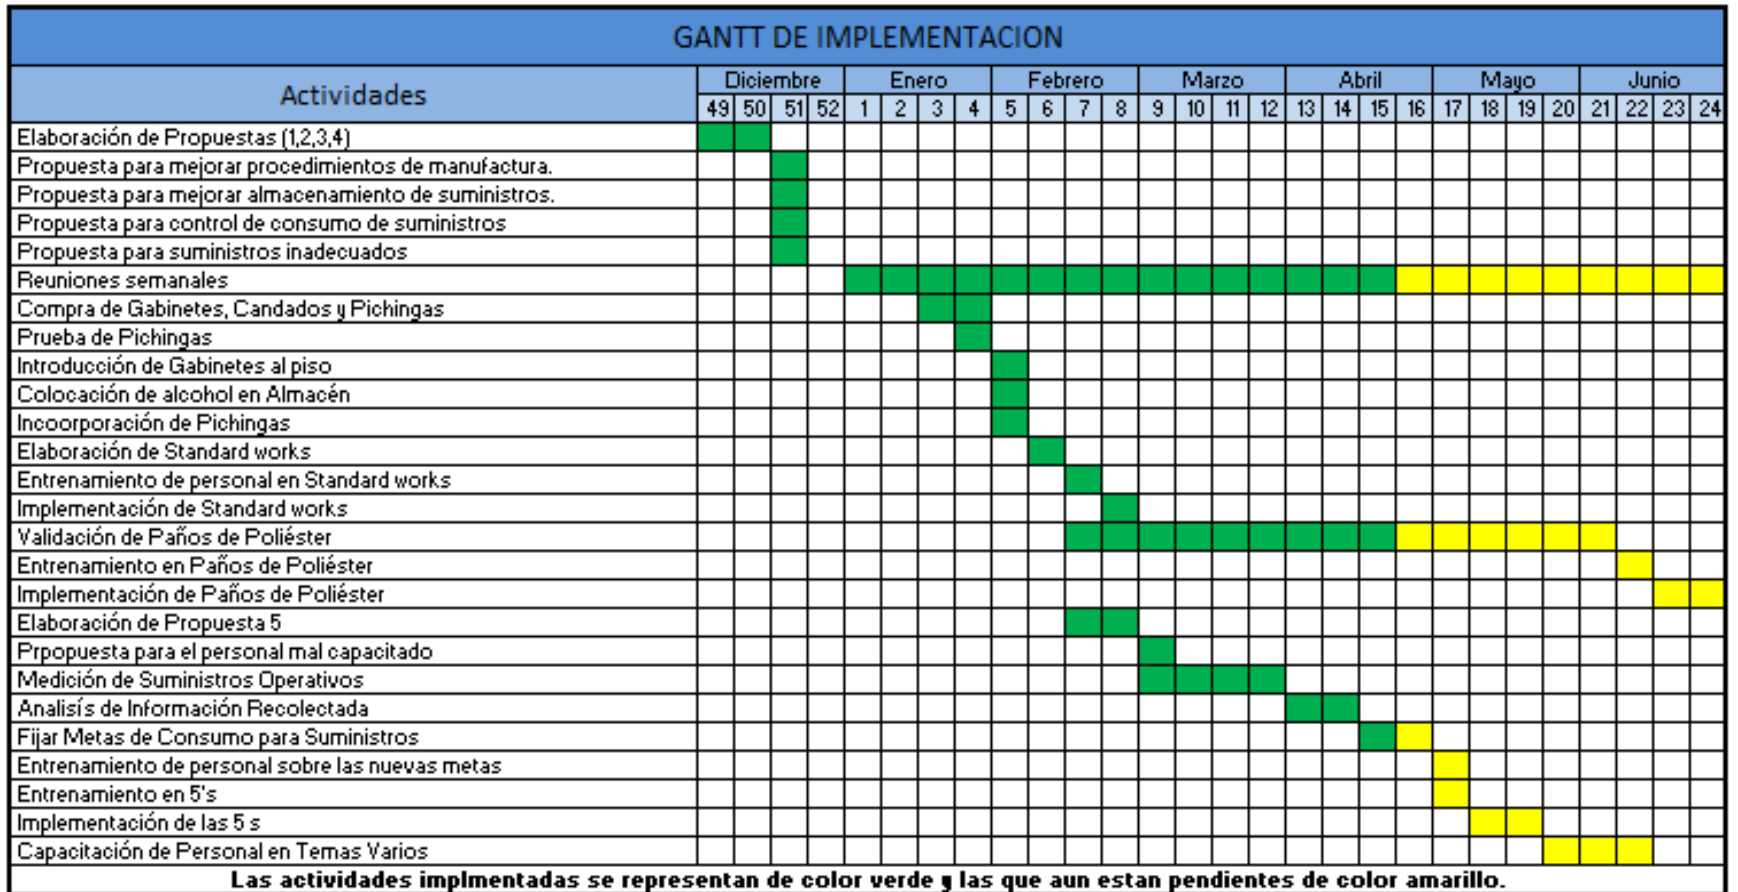 GANTT DE IMPLEMENTACION
Actividades
Diciembre Enero Febrero Marzo Abril Mayo Junio
49 50 51 52 1 2 3 4 5 6 7 8 9 10 11 12 13 14 15 16 17 18 19 20 21 22 23 24
Elaboración de Propuestas (1,2,3,4)
Propuesta para mejorar procedimientos de manufactura.
Propuesta para mejorar almacenamiento de suministros.
Propuesta para control de consumo de suministros
Propuesta para suministros inadecuados
Reuniones semanales
Compra de Gabinetes, Candados y Pichingas
Prueba de Pichingas
Introducción de Gabinetes al piso
Colocación de alcohol en Almacén
Incoorporación de Pichingas
Elaboración de Standard works
Entrenamiento de personal en Standard works
Implementación de Standard works
Validación de Paños de Poliéster
Entrenamiento en Paños de Poliéster
Implementación de Paños de Poliéster
Elaboración de Propuesta 5
Prpopuesta para el personal mal capacitado
Medición de Suministros Operativos
Analisís de Información Recolectada
Fijar Metas de Consumo para Suministros
Entrenamiento de personal sobre las nuevas metas
Entrenamiento en 5's
Implementación de las 5 s
Capacitación de Personal en Temas Varios
Las actividades implmentadas se representan de color verde y las que aun estan pendientes de color amarillo.